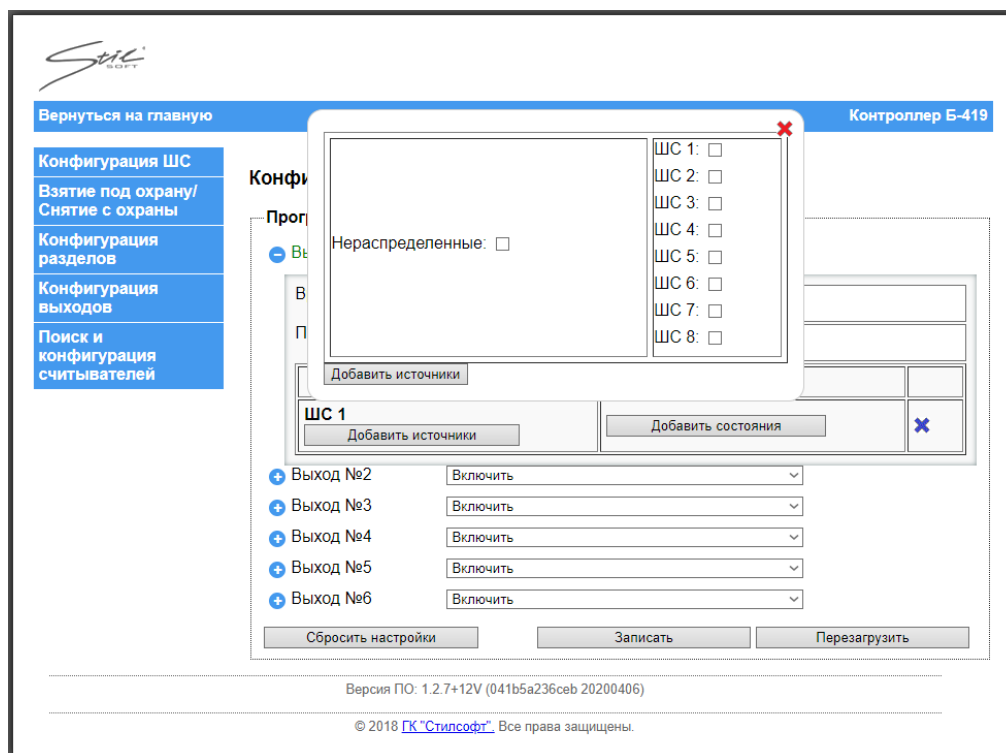 Stil
SOFT
Вернуться на главную
Контроллер Б-419
Конфигурация ШС
Взятие под охрану/
Снятие с охраны
Конфигурация
разделов
Конфигурация
выходов
Поиск и
конфигурация
считывателей
Нераспределенные:
ШС 1:
ШС 2:
ШС 3:
ШС 4:
ШС 5:
ШС 6:
ШС 7:
ШС 8:
Добавить источники
ШС 1
Добавить источники
Добавить состояния
Выход №2 Включить
Выход №3 Включить
Выход №4 Включить
Выход №5 Включить
Выход №6 Включить
Сбросить настройки
Записать
Перезагрузить
Версия ПО: 1.2.7+12V (041b5a236ceb 20200406)
© 2018 ГК "Стилсофт". Все права защищены.